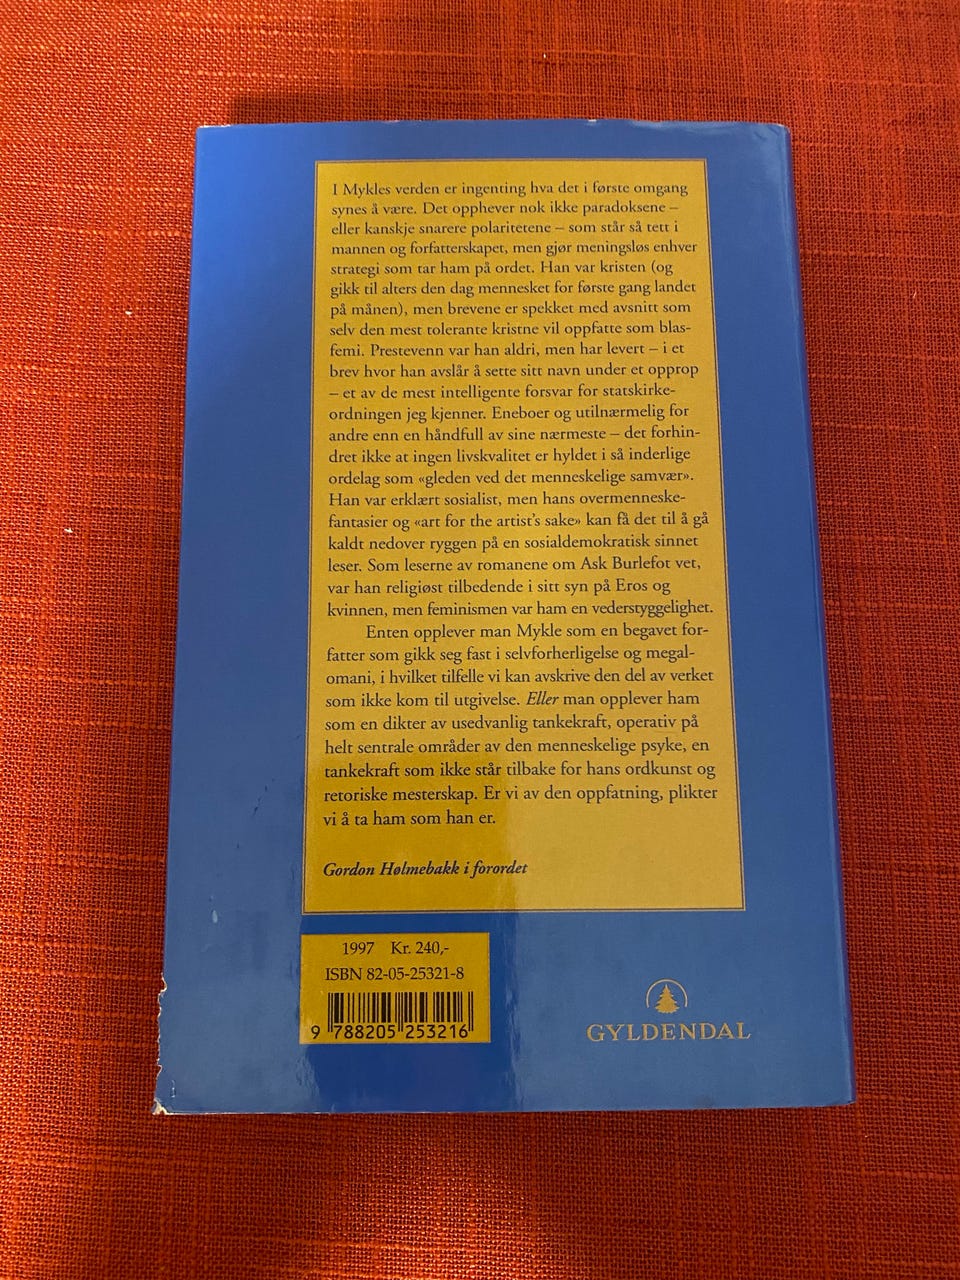 I Mykles verden er ingenting hva det i første omgang
synes å være. Det opphever nok ikke paradoksene –
eller kanskje snarere polaritetene – som står så tett i
mannen og forfatterskapet, men gjør meningsløs enhver
strategi som tar ham på ordet. Han var kristen (og
gikk til alters den dag mennesket for første gang landet
på månen), men brevene er spekket med avsnitt som
selv den mest tolerante kristne vil oppfatte som blas-
femi. Prestevenn var han aldri, men har levert – i et
brev hvor han avslår å sette sitt navn under et opprop
– et av de mest intelligente forsvar for statskirke-
ordningen jeg kjenner. Eneboer og utilnærmelig for
andre enn en håndfull av sine nærmeste – det forhin-
dret ikke at ingen livskvalitet er hyldet i så inderlige
ordelag som «gleden ved det menneskelige samvær».
Han var erklært sosialist, men hans overmenneske-
fantasier og «art for the artist's sake» kan få det til å gå
kaldt nedover ryggen på en sosialdemokratisk sinnet
leser. Som leserne av romanene om Ask Burlefot vet,
var han religiøst tilbedende i sitt syn på Eros og
kvinnen, men feminismen var ham en vederstyggelighet.
Enten opplever man Mykle som en begavet for-
fatter som gikk seg fast i selvforherligelse og megal-
omani, i hvilket tilfelle vi kan avskrive den del av verket
som ikke kom til utgivelse. Eller man opplever ham
som en dikter av usedvanlig tankekraft, operativ på
helt sentrale områder av den menneskelige psyke, en
tankekraft som ikke står tilbake for hans ordkunst og
retoriske mesterskap. Er vi av den oppfatning, plikter
vi å ta ham som han er.
Gordon Hølmebakk i forordet
1997 Kr. 240,-
ISBN 82-05-25321-8
9 788205 253216
GYLDENDAL